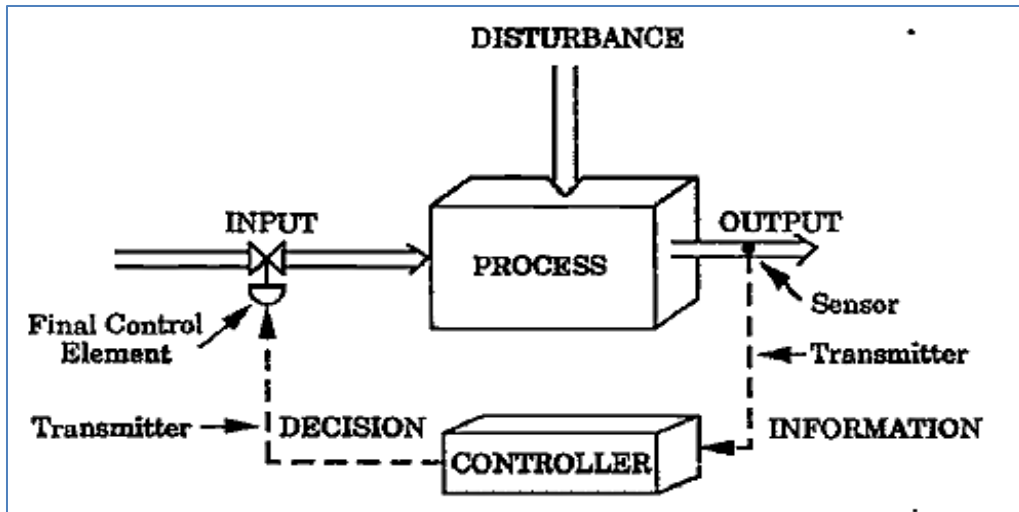 DISTURBANCE
INPUT
OUTPUT
PROCESS
Sensor
Final Control
Element
Transmitter
Transmitter
DECISION
INFORMATION
CONTROLLER